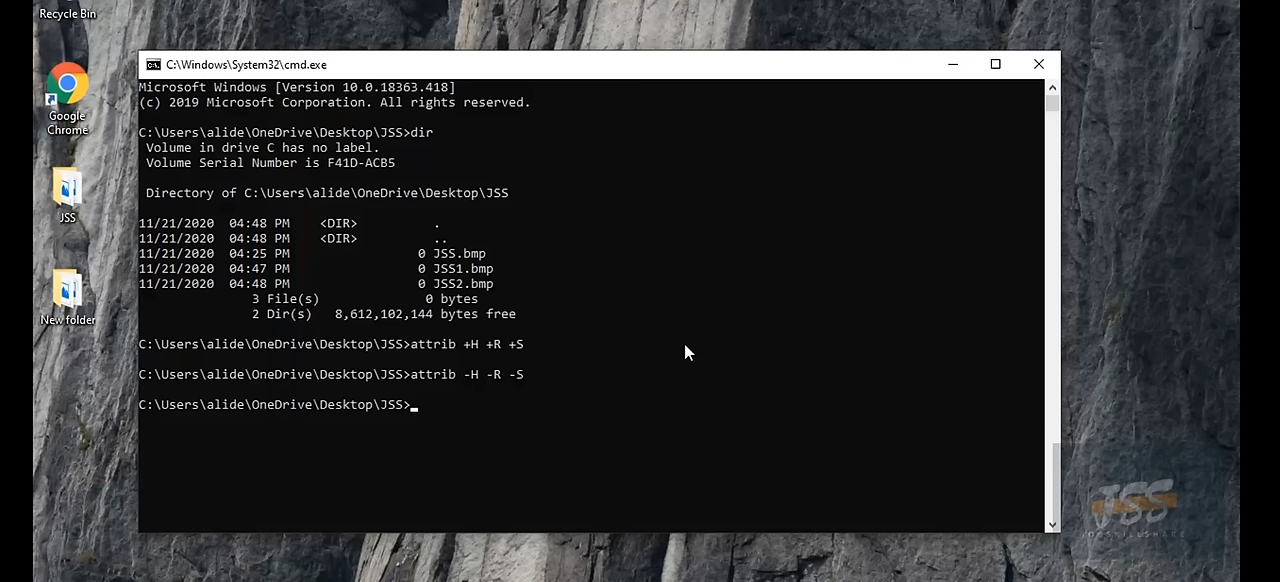 Recycle Bin
Google
Chrome
JSS
New folder
C:\Windows\System32\cmd.exe
Microsoft Windows [Version 10.0.18363.418]
(c) 2019 Microsoft Corporation. All rights reserved.
C:\Users\alide\OneDrive\Desktop\JSS>dir
Volume in drive C has no label.
Volume Serial Number is F41D-ACB5
Directory of C:\Users\alide\OneDrive\Desktop\JSS
11/21/2020 04:48 PM <DIR> .
11/21/2020 04:48 PM <DIR> ..
11/21/2020 04:25 PM 0 JSS.bmp
11/21/2020 04:47 PM 0 JSS1.bmp
11/21/2020 04:48 PM 0 JSS2.bmp
3 File(s) 0 bytes
2 Dir(s) 8,612,102,144 bytes free
C:\Users\alide\OneDrive\Desktop\JSS>attrib +H +R +S
C:\Users\alide\OneDrive\Desktop\JSS>attrib -H -R -S
C:\Users\alide\OneDrive\Desktop\JSS>_
JSS